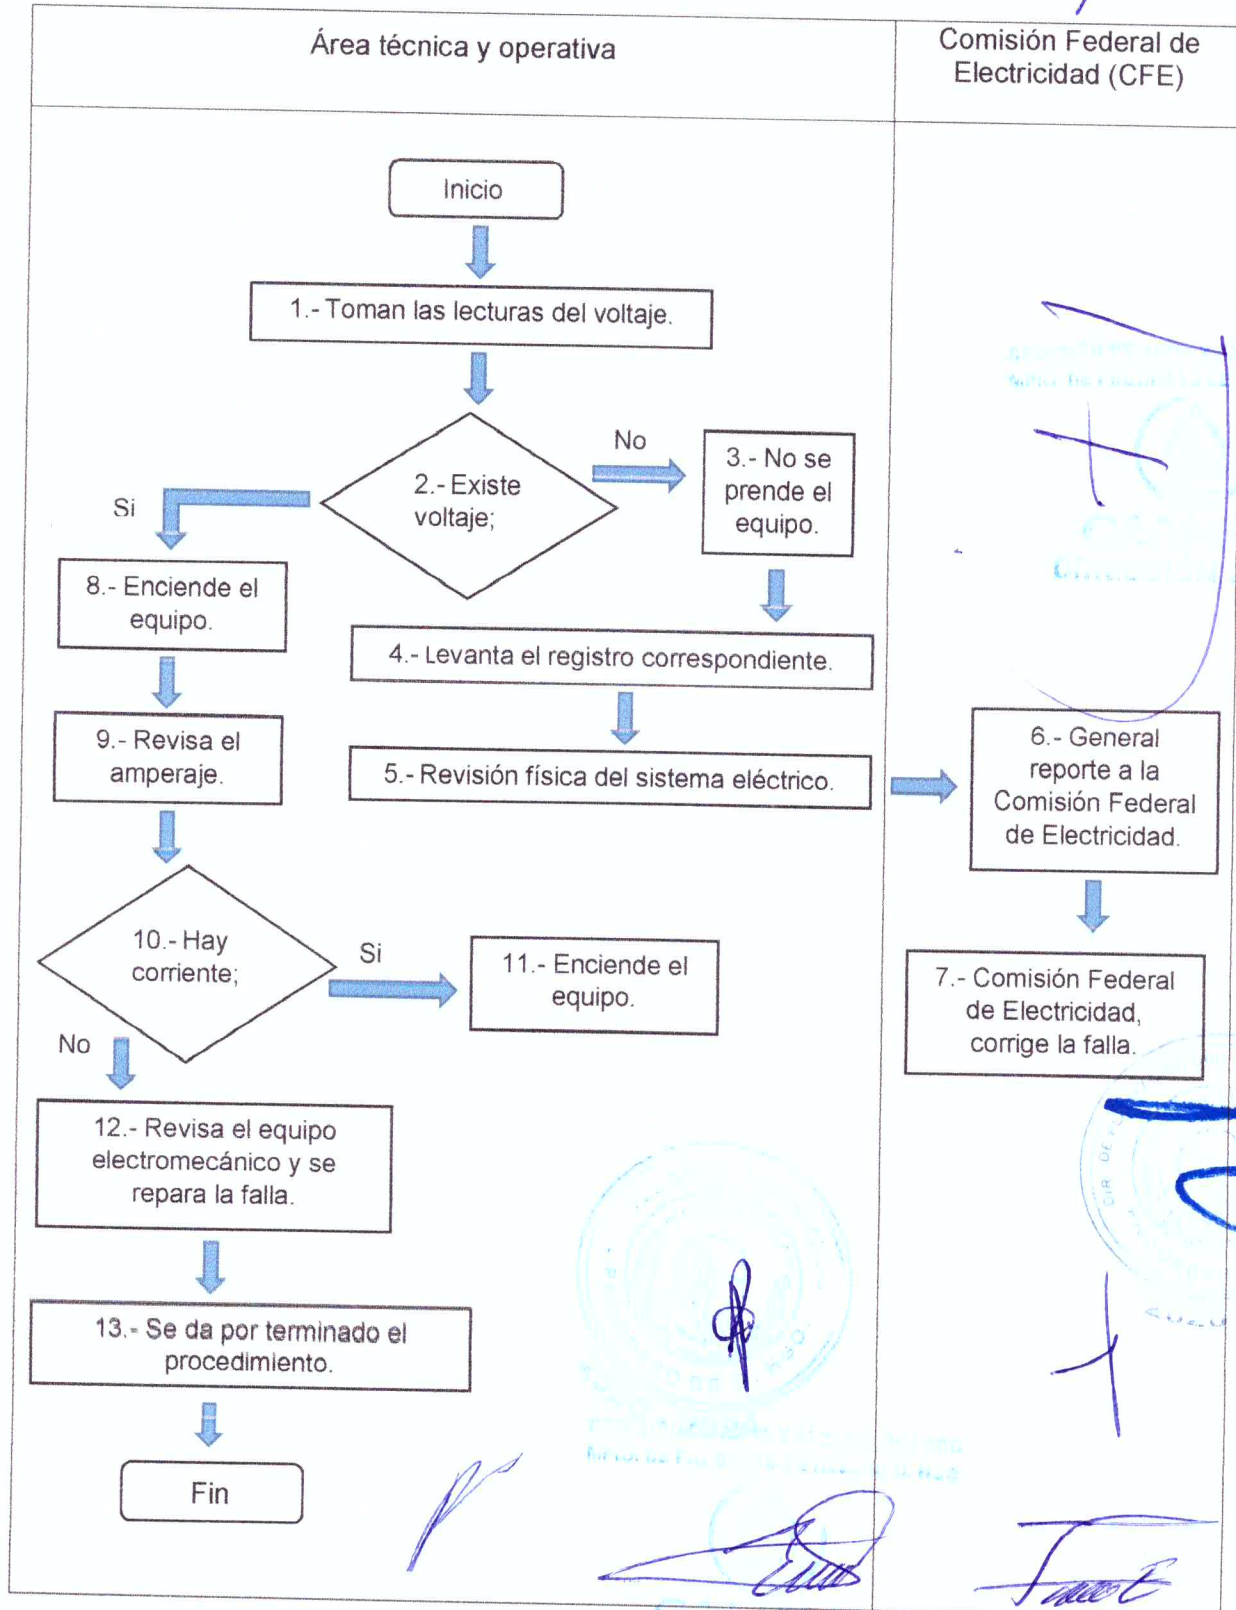 Área técnica y operativa
Comisión Federal de
Electricidad (CFE)
Inicio
1.- Toman las lecturas del voltaje.
2.- Existe
voltaje;
No
3.- No se
prende el
equipo.
Si
8.- Enciende el
equipo.
4.- Levanta el registro correspondiente.
9.- Revisa el
amperaje.
5.- Revisión física del sistema eléctrico.
6.- General
reporte a la
Comisión Federal
de Electricidad.
10.- Hay
corriente;
Si
11.- Enciende el
equipo.
7.- Comisión Federal
de Electricidad,
corrige la falla.
No
12.- Revisa el equipo
electromecánico y se
repara la falla.
13.- Se da por terminado el
procedimiento.
Fin